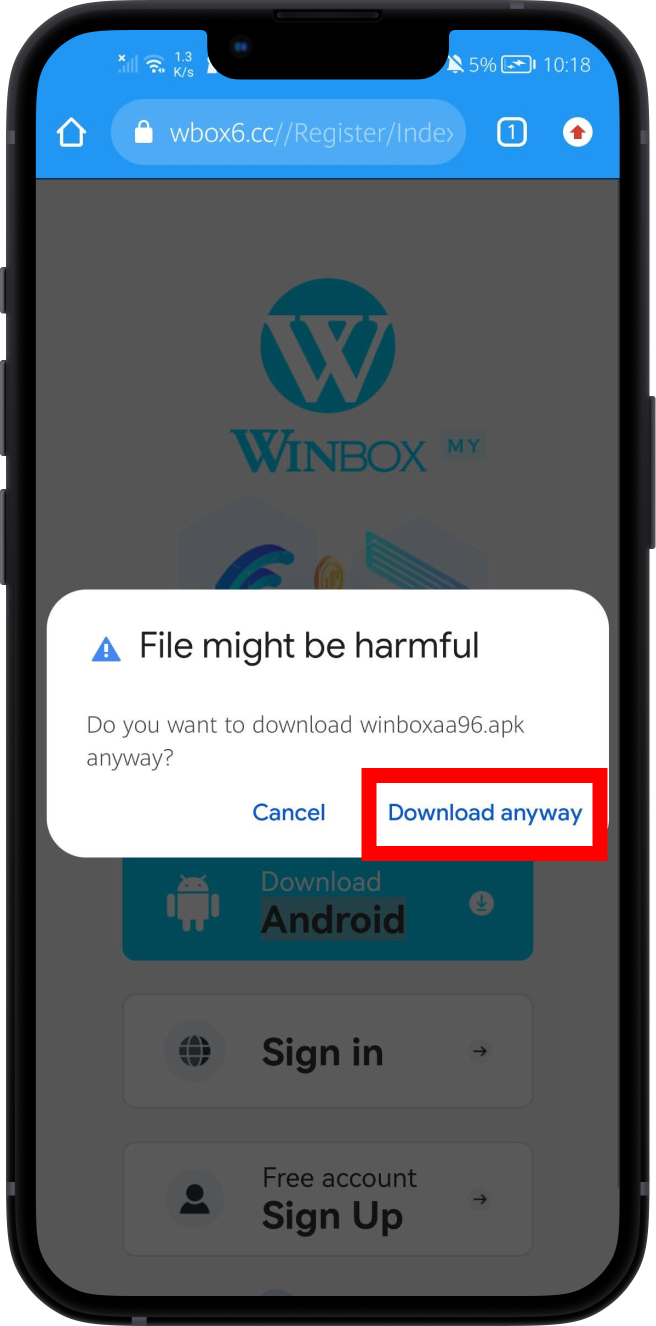 1.3
K/s
5% 10:18
wbox6.cc//Register/Index
1
W
WINBOX MY
File might be harmful
Do you want to download winboxaa96.apk
anyway?
Cancel Download anyway
Download
Android
Sign in
Free account
Sign Up